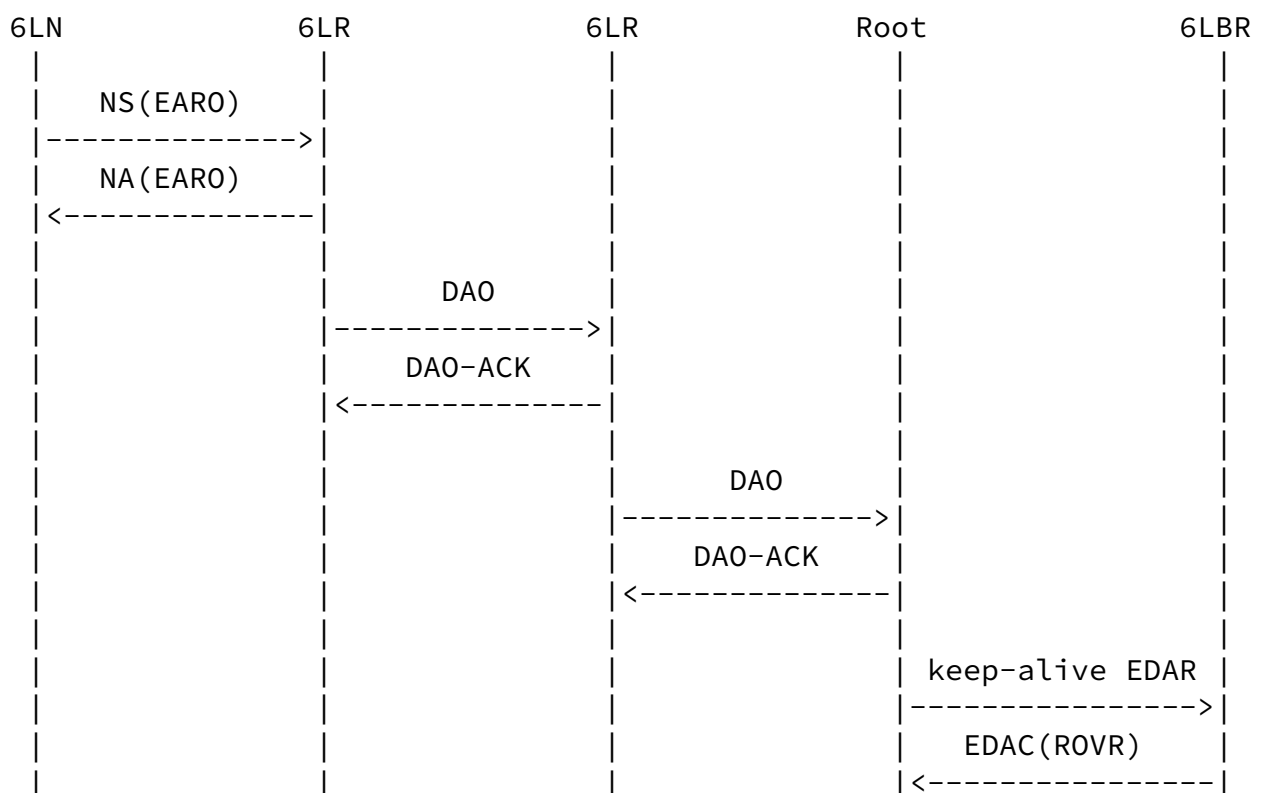 6LN 6LR 6LR Root 6LBR
NS(EARO)
NA(EARO)
DAO
DAO-ACK
DAO
DAO-ACK
keep-alive EDAR
EDAC(ROVR)